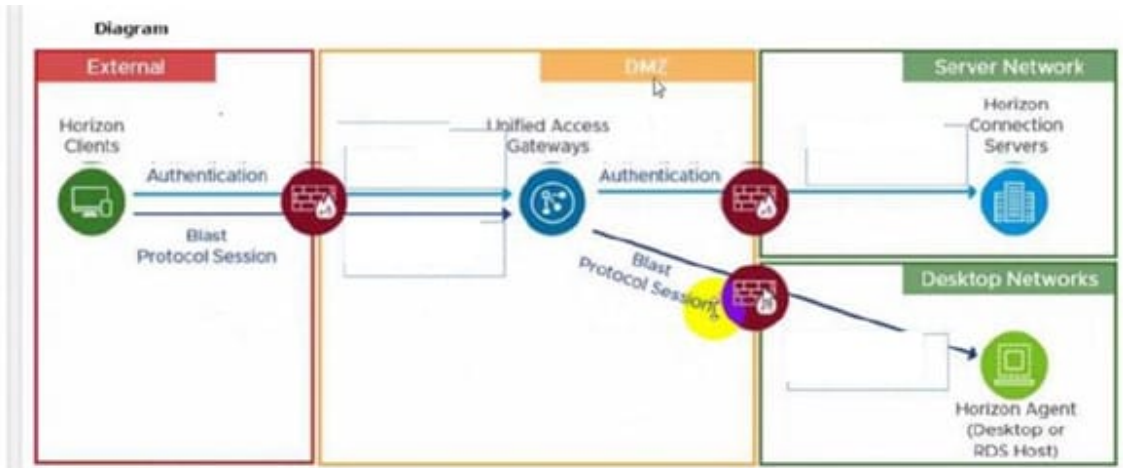 Diagram
External
DMZ
Server Network
Horizon
Clients
Unified Access
Gateways
Horizon
Connection
Servers
Authentication
Authentication
Blast
Protocol Session
Blast
Protocol Session
Desktop Networks
Horizon Agent
(Desktop or
RDS Host)